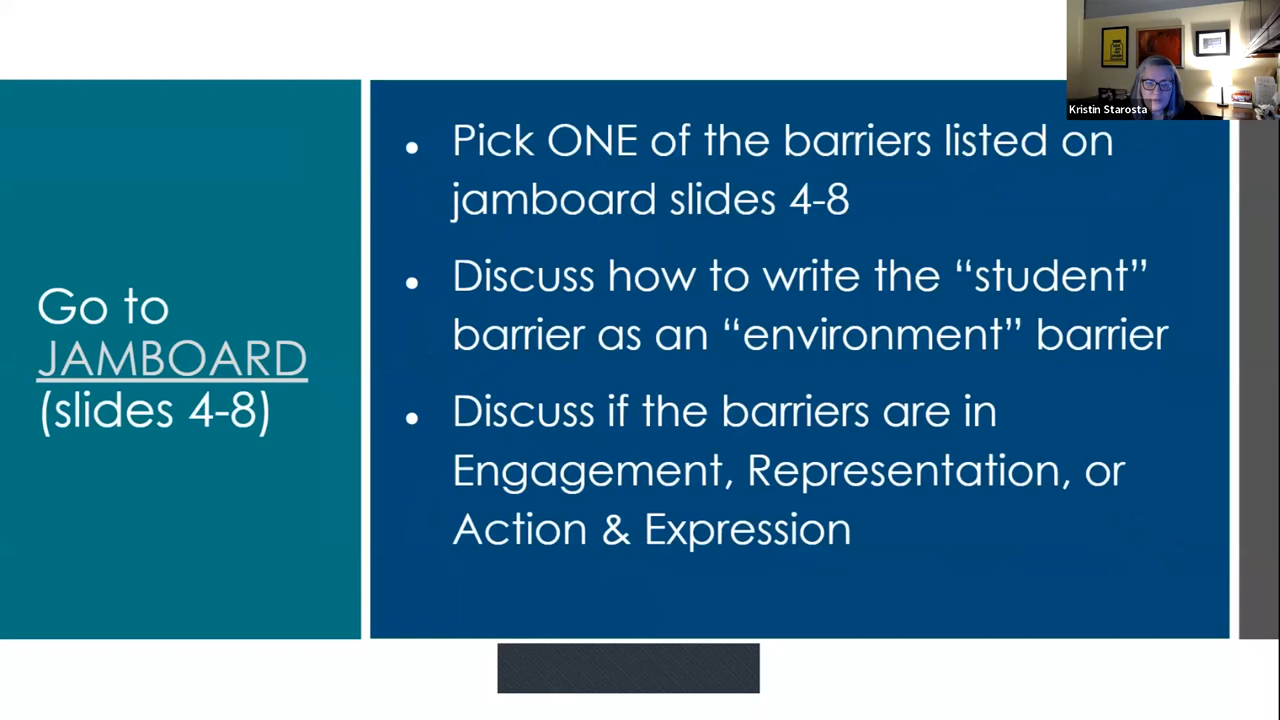 Kristin Starosta
Go to
JAMBOARD
(slides 4-8)
• Pick ONE of the barriers listed on
jamboard slides 4-8
• Discuss how to write the “student”
barrier as an “environment” barrier
• Discuss if the barriers are in
Engagement, Representation, or
Action & Expression